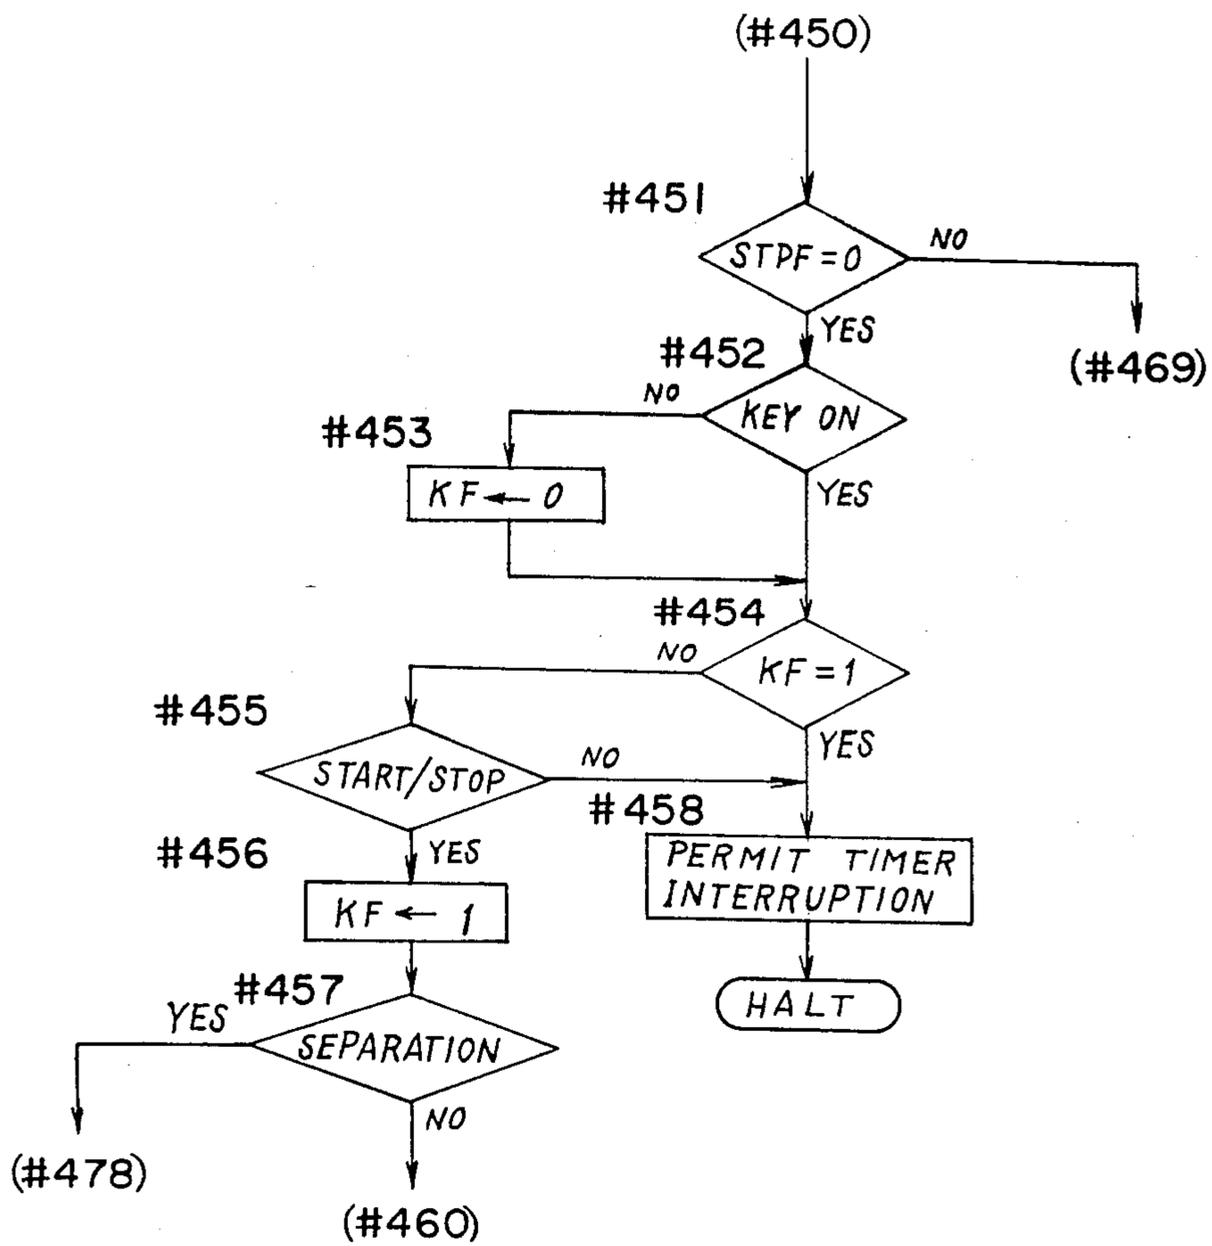 (#450)
#451
STPF=0
NO
YES
(#469)
#452
NO
KEY ON
#453
YES
KF ← 0
#454
NO
KF=1
#455
YES
START/STOP
NO
#458
#456
YES
PERMIT TIMER
INTERRUPTION
KF ← 1
#457
YES
HALT
SEPARATION
NO
(#478)
(#460)